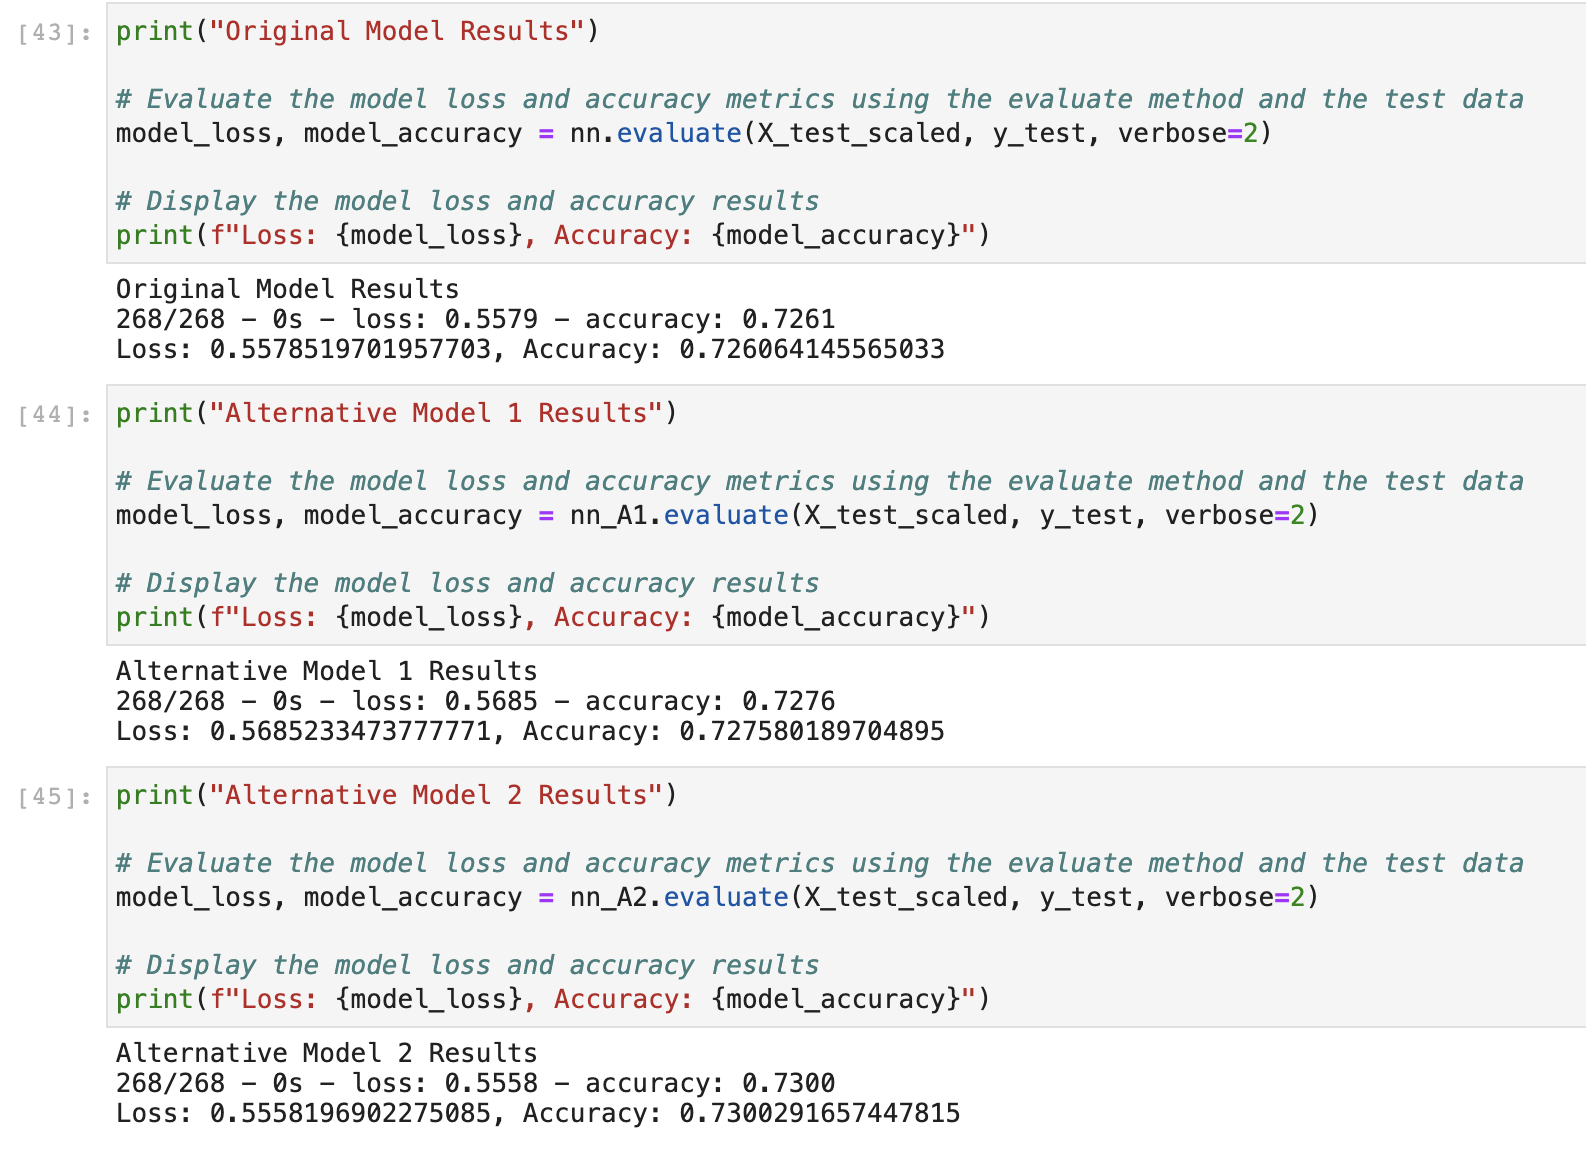 [43]: print("Original Model Results")
# Evaluate the model loss and accuracy metrics using the evaluate method and the test data
model_loss, model_accuracy = nn.evaluate(X_test_scaled, y_test, verbose=2)
# Display the model loss and accuracy results
print(f"Loss: {model_loss}, Accuracy: {model_accuracy}")
Original Model Results
268/268 - 0s - loss: 0.5579 - accuracy: 0.7261
Loss: 0.5578519701957703, Accuracy: 0.726064145565033
[44]: print("Alternative Model 1 Results")
# Evaluate the model loss and accuracy metrics using the evaluate method and the test data
model_loss, model_accuracy = nn_A1.evaluate(X_test_scaled, y_test, verbose=2)
# Display the model loss and accuracy results
print(f"Loss: {model_loss}, Accuracy: {model_accuracy}")
Alternative Model 1 Results
268/268 - 0s - loss: 0.5685 - accuracy: 0.7276
Loss: 0.5685233473777771, Accuracy: 0.727580189704895
[45]: print("Alternative Model 2 Results")
# Evaluate the model loss and accuracy metrics using the evaluate method and the test data
model_loss, model_accuracy = nn_A2.evaluate(X_test_scaled, y_test, verbose=2)
# Display the model loss and accuracy results
print(f"Loss: {model_loss}, Accuracy: {model_accuracy}")
Alternative Model 2 Results
268/268 - 0s - loss: 0.5558 - accuracy: 0.7300
Loss: 0.5558196902275085, Accuracy: 0.7300291657447815